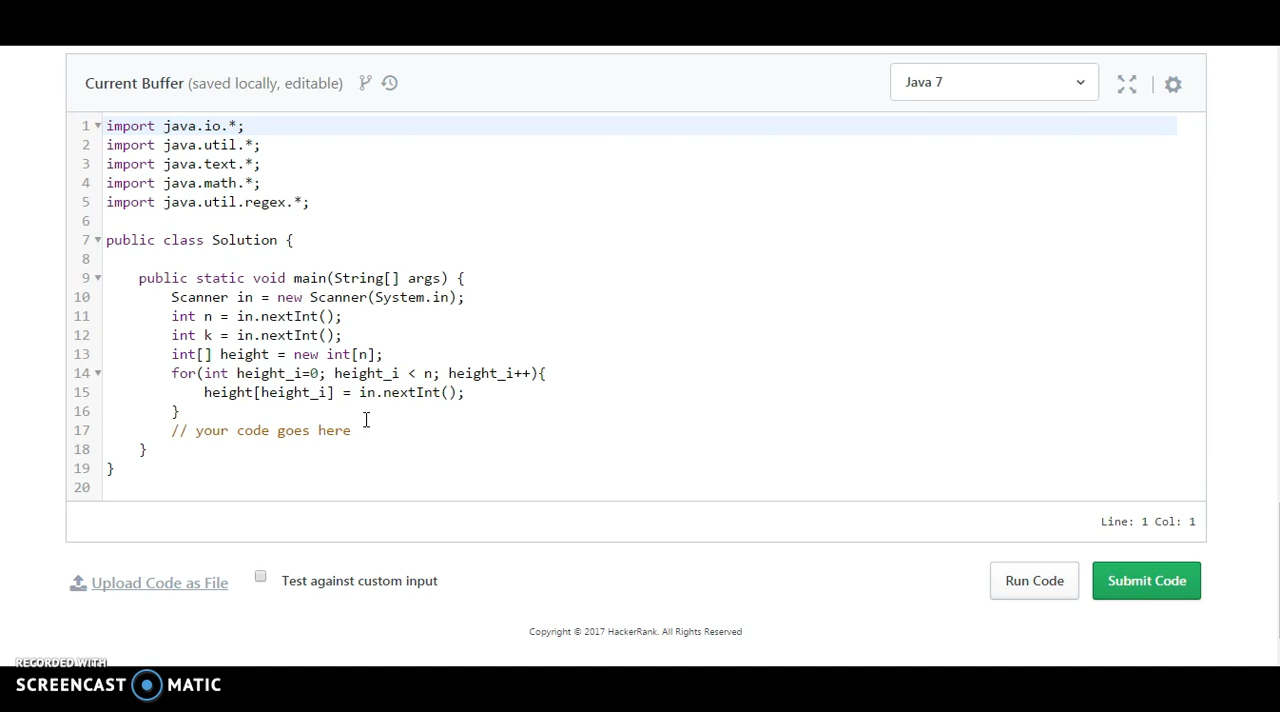 Current Buffer (saved locally, editable)
Java 7
1 import java.io.*;
2 import java.util.*;
3 import java.text.*;
4 import java.math.*;
5 import java.util.regex.*;
6
7 public class Solution {
8
9     public static void main(String[] args) {
10         Scanner in = new Scanner(System.in);
11         int n = in.nextInt();
12         int k = in.nextInt();
13         int[] height = new int[n];
14         for(int height_i=0; height_i < n; height_i++){
15             height[height_i] = in.nextInt();
16         }
17         // your code goes here
18     }
19 }
20
Line: 1 Col: 1
Upload Code as File
Test against custom input
Run Code
Submit Code
Copyright © 2017 HackerRank. All Rights Reserved
RECORDED WITH
SCREENCAST MATIC